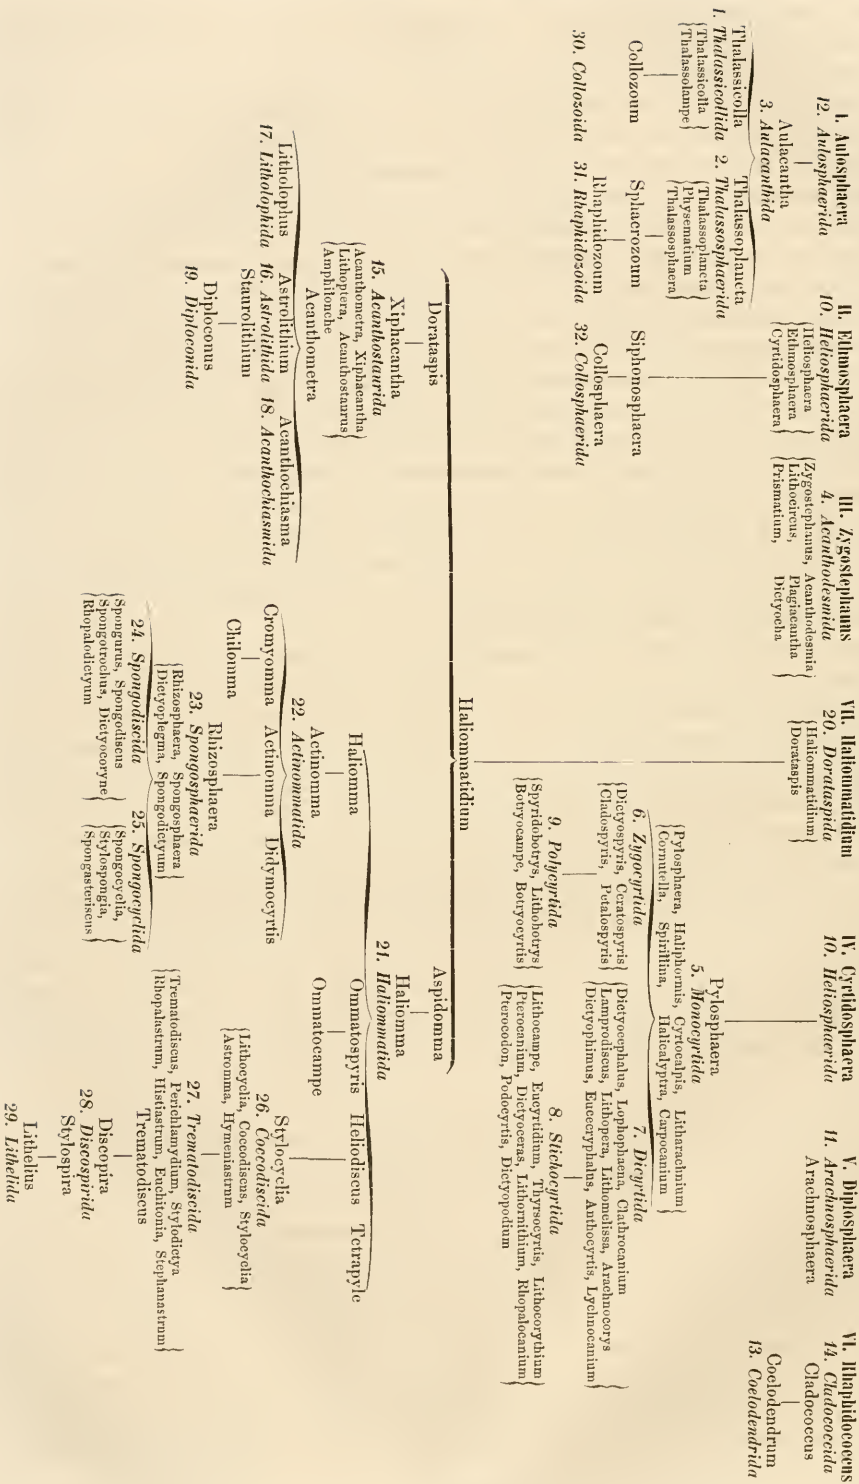 I. Aulosphaera
12. Aulosphaerida
Aulacantha
3. Aulacanthida
Thalassicolla
1. Thalassicollida
Thalassicolla
Thalassolampe
Thalassoplancta
2. Thalassosphaerida
Thalassoplancta
Physematium
Thalassosphaera
Collozoum
30. Collozoida
Sphaerozoum
Rhaphidozoum
31. Rhaphidozoida
II. Ethmosphaera
10. Heliosphaerida
Heliosphaera
Ethmosphaera
Cyrtidosphaera
Siphonosphaera
Collosphaera
32. Collosphaerida
III. Zygostephanus
4. Acanthodesmida
Zygostephanus, Acanthodesmia
Lithocircus, Plagiacantha
Prismatium, Dictyocha
VII. Haliommatidium
20. Dorataspida
Haliommatidium
Dorataspis
IV. Cyrtidosphaera
10. Heliosphaerida
Pylosphaera
5. Monocyrtida
Pylosphaera, Haliphormis, Cyrtocalpis, Litharachnium
Cornutella, Spirillina, Halicalyptra, Carpocanium
6. Zygocyrtida
Dictyospyris, Ceratospyris
Cladospyris, Petalospyris
7. Dicyrtida
Dictyocephalus, Lophophaena, Clathrocanium
Lamprodiscus, Lithopera, Lithomelissa, Arachnocorys
Dictyophimus, Eucecryphalus, Anthocyrtis, Lychnocanium
9. Polycyrtida
Spyridobotrys, Lithobotrys
Botryocampe, Botryocyrtis
8. Stichocyrtida
Lithocampe, Eucyrtidium, Thyrsocyrtis, Lithocorythium
Pterocanium, Dictyoceras, Lithornithium, Rhopalocanium
Pterocodon, Podocyrtis, Dictyopodium
V. Diplosphaera
11. Arachnosphaerida
Arachnosphaera
VI. Rhaphidococcus
14. Cladococcida
Cladococcus
Coelodendrum
13. Coelodendrida
Haliommatidium
Dorataspis
Xiphacantha
15. Acanthostaurida
Acanthometra, Xiphacantha
Lithoptera, Acanthostaurus
Amphilonche
Acanthometra
Litholophus
17. Litholophida
Astrolithium
16. Astrolithida
Staurolithium
Acanthochiasma
18. Acanthochiasmida
Diploconus
19. Diploconida
Aspidomma
Haliomma
21. Haliommatida
Haliomma Ommatospyris Heliodiscus Tetrapyle
Actinomma
22. Actinommatida
Cromyomma Actinomma Didymocyrtis
Chilomma
Rhizosphaera
23. Spongosphaerida
Rhizosphaera, Spongosphaera
Dictyoplegma, Spongodictyum
24. Spongodiscida
Spongurus, Spongodiscus
Spongotrochus, Dictyocoryne
Rhopalodictyum
25. Spongocyclida
Spongocyclia,
Stylospongia,
Spongasteriscus
Ommatocampe
Stylocyclia
26. Coccodiscida
Lithocyclia, Coccodiscus, Stylocyclia
Astromma, Hymeniastrum
27. Trematodiscida
Trematodiscus, Perichlamydium, Stylodictya
Rhopalastrum, Histiastrum, Euchitonia, Stephanastrum
Trematodiscus
Discopira
28. Discospirida
Stylospira
Lithelius
29. Lithelida